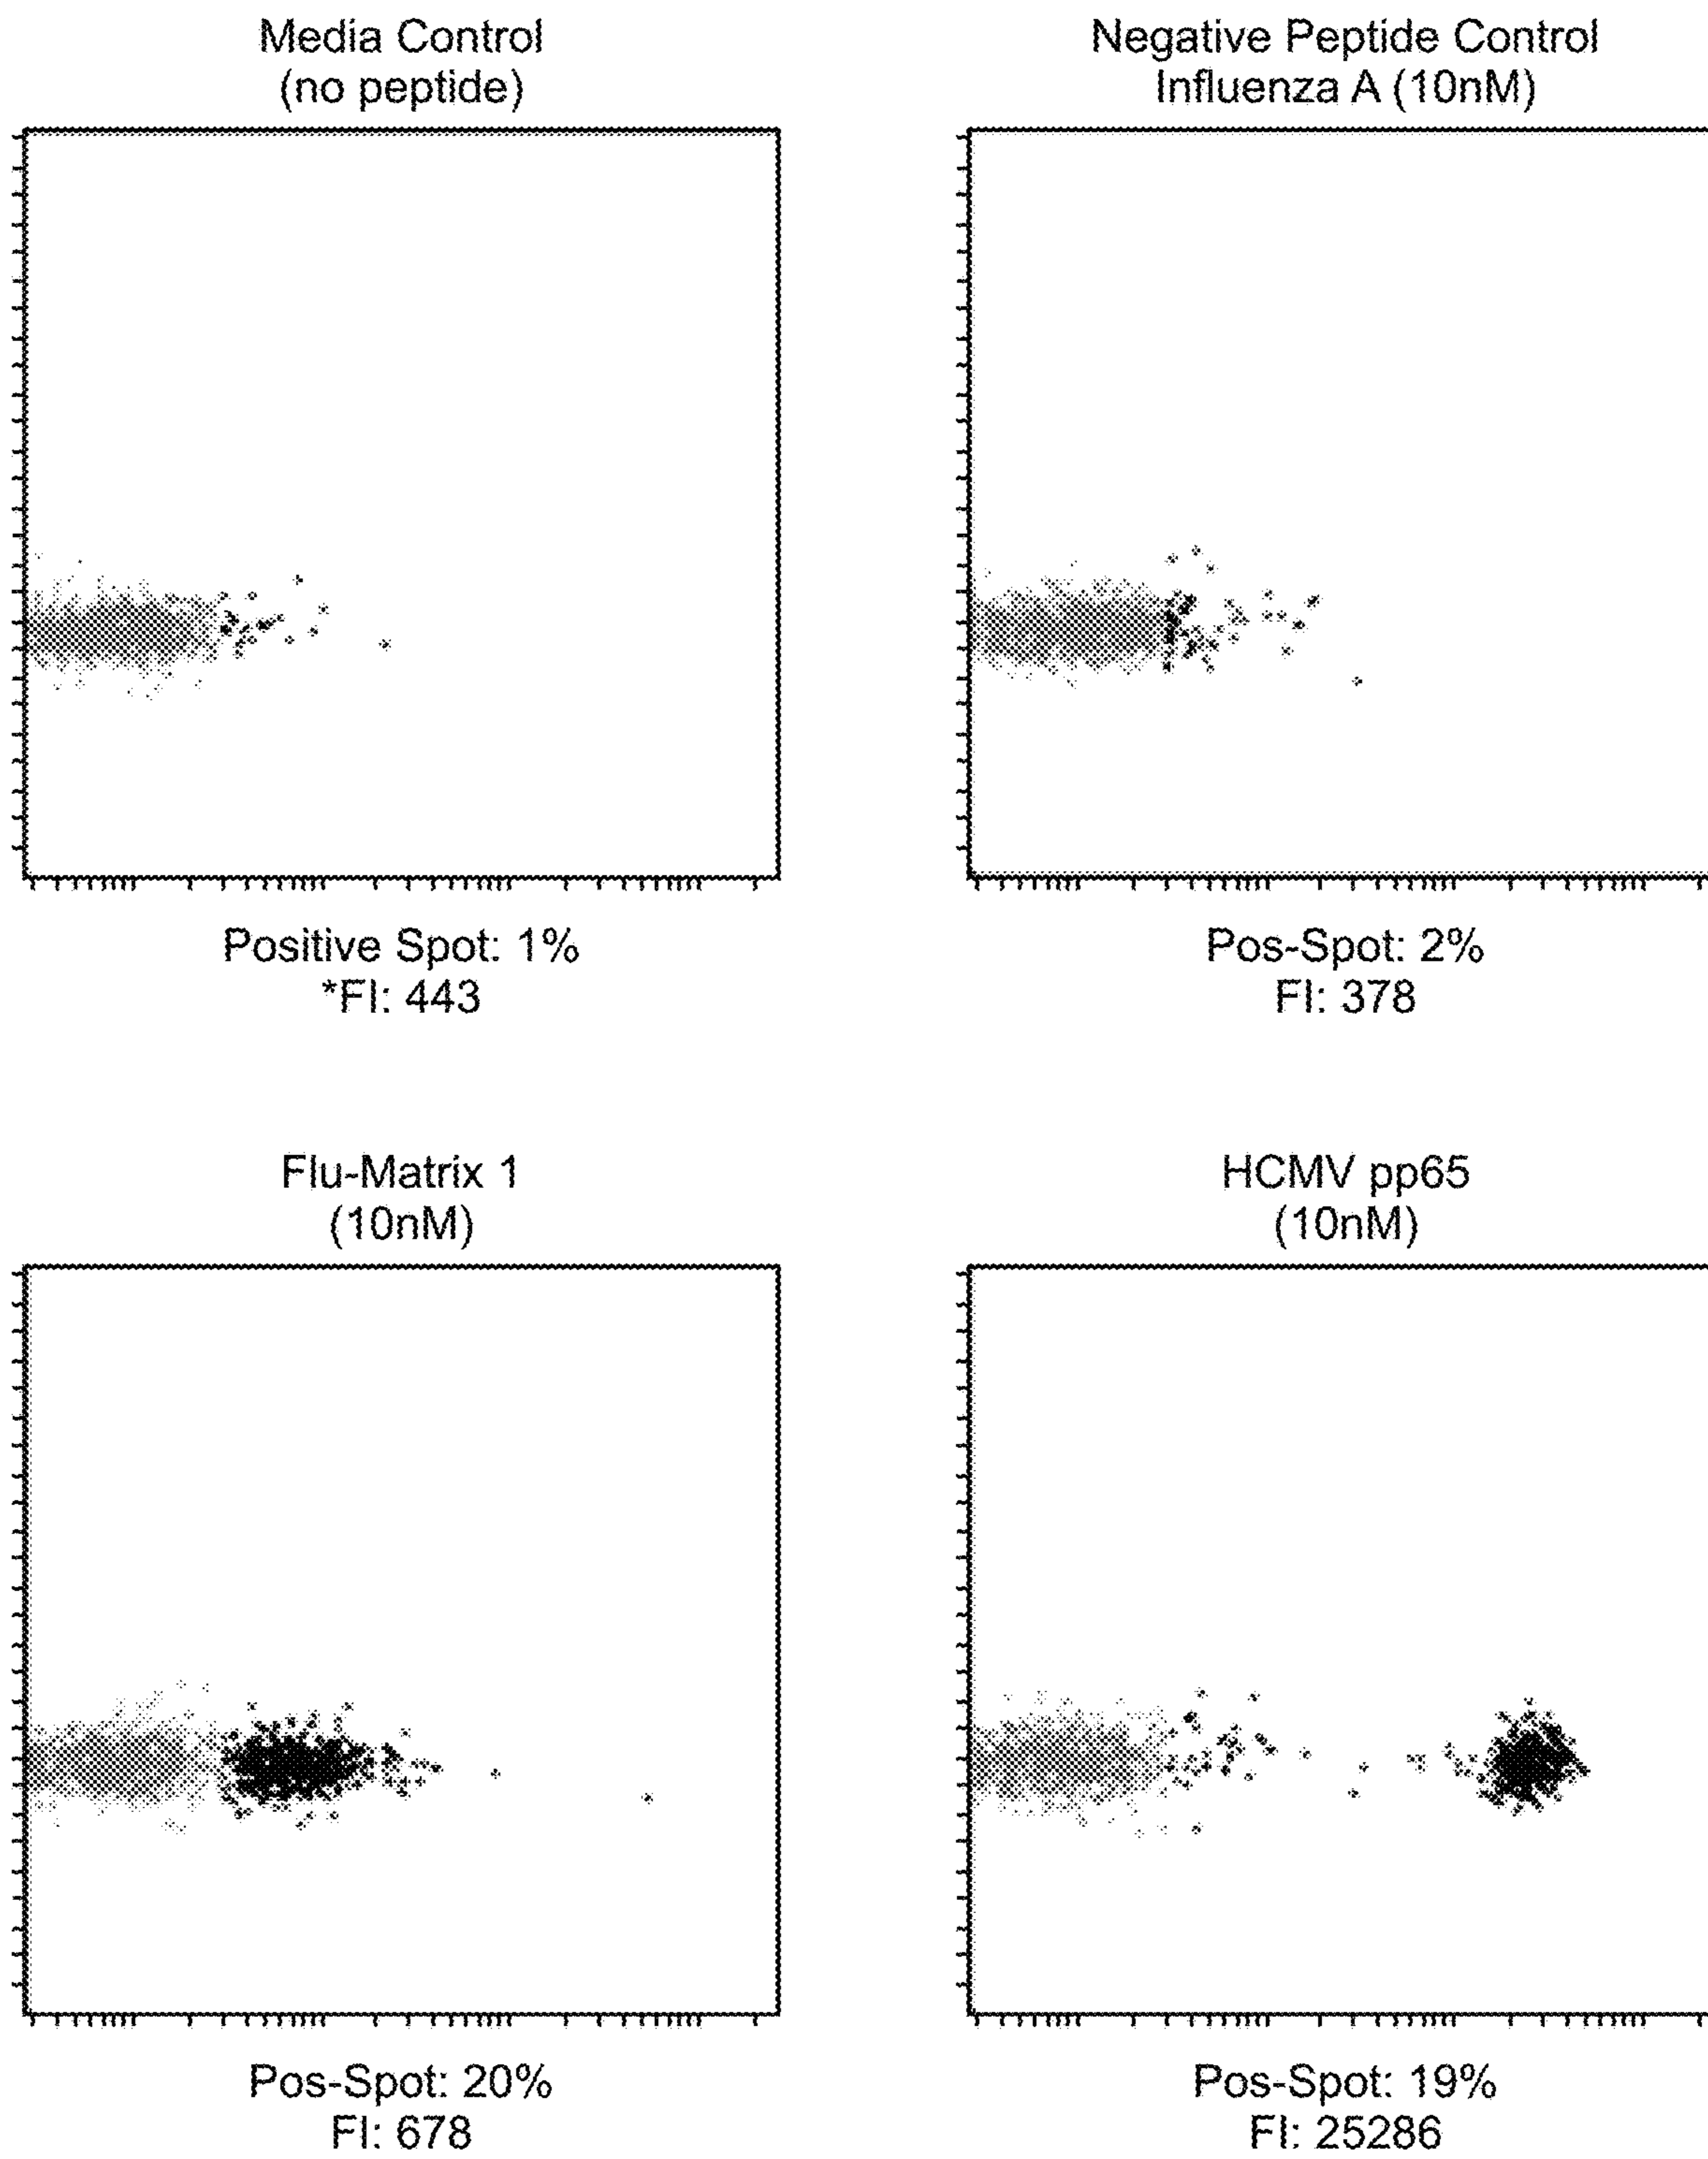 Media Control
(no peptide)
Negative Peptide Control
Influenza A (10nM)
Positive Spot: 1%
*FI: 443
Pos-Spot: 2%
FI: 378
Flu-Matrix 1
(10nM)
HCMV pp65
(10nM)
Pos-Spot: 20%
FI: 678
Pos-Spot: 19%
FI: 25286